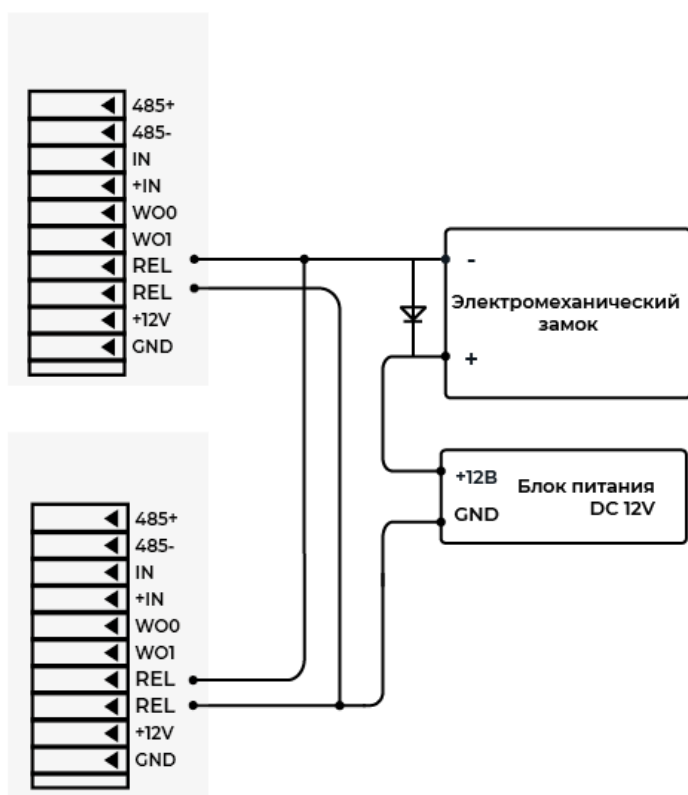 485+
485-
IN
+IN
WO0
WO1
REL
REL
+12V
GND
-
Электромеханический
замок
+
+12В
GND
Блок питания
DC 12V
485+
485-
IN
+IN
WO0
WO1
REL
REL
+12V
GND